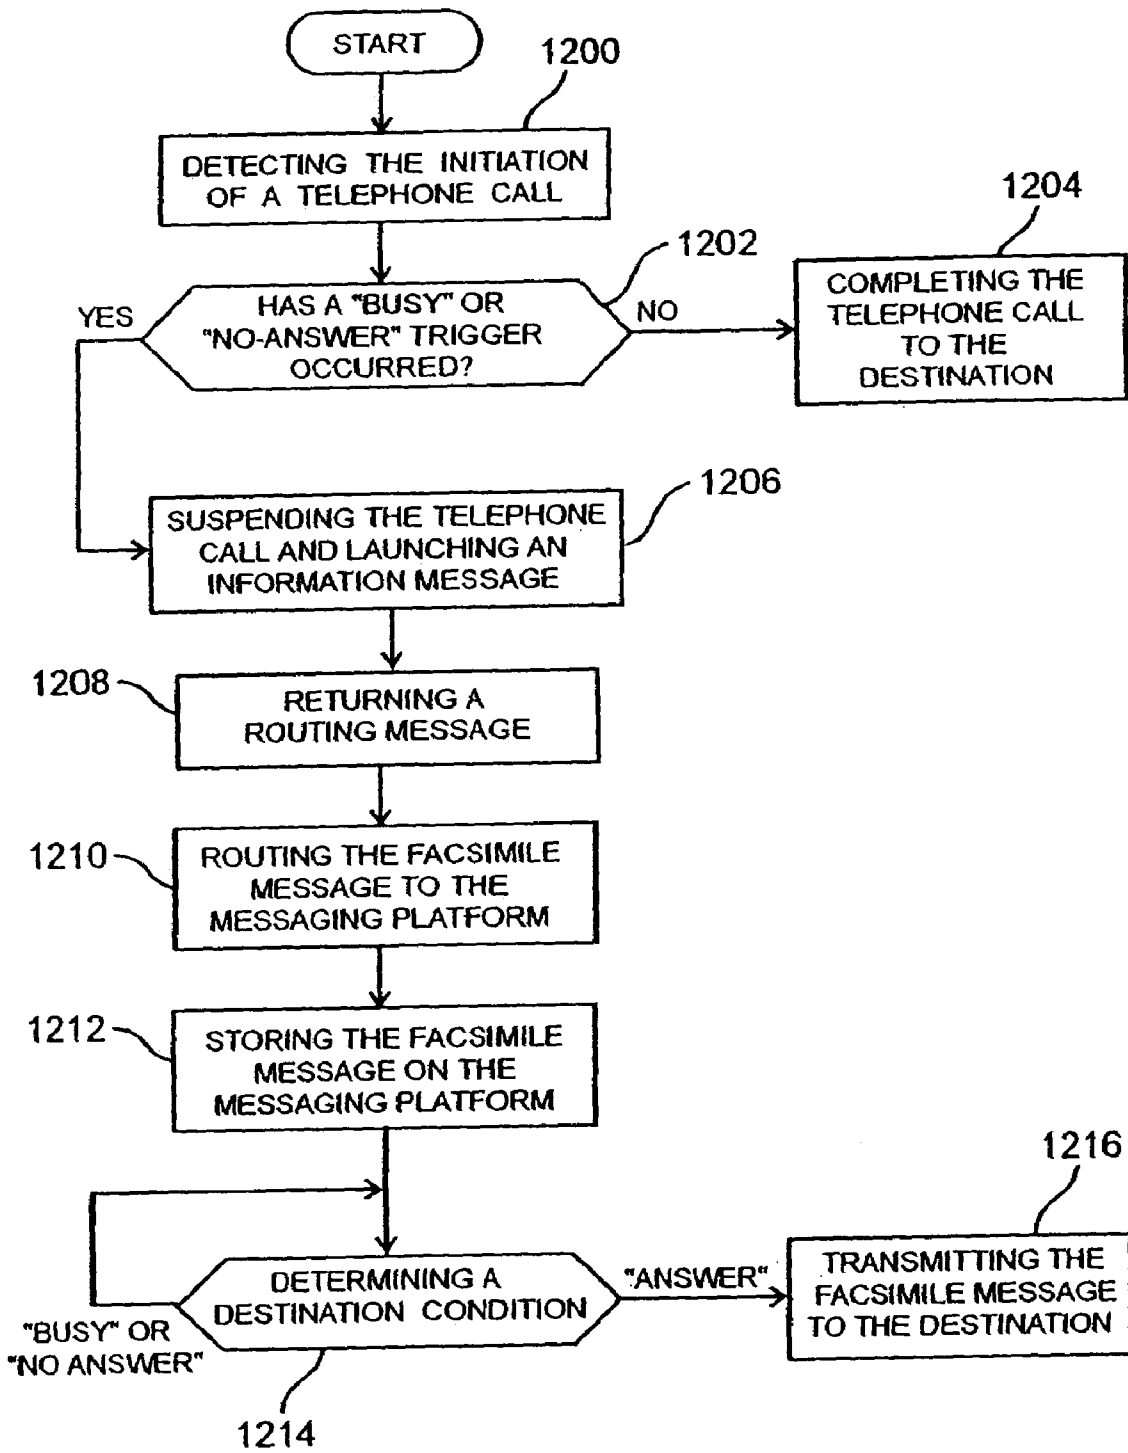 START
1200
DETECTING THE INITIATION
OF A TELEPHONE CALL
1204
1202
COMPLETING THE
TELEPHONE CALL
TO THE
DESTINATION
YES
HAS A "BUSY" OR
"NO-ANSWER" TRIGGER
OCCURRED?
NO
1206
SUSPENDING THE TELEPHONE
CALL AND LAUNCHING AN
INFORMATION MESSAGE
1208
RETURNING A
ROUTING MESSAGE
1210
ROUTING THE FACSIMILE
MESSAGE TO THE
MESSAGING PLATFORM
1212
STORING THE FACSIMILE
MESSAGE ON THE
MESSAGING PLATFORM
1216
DETERMINING A
DESTINATION CONDITION
"ANSWER"
TRANSMITTING THE
FACSIMILE MESSAGE
TO THE DESTINATION
"BUSY" OR
"NO ANSWER"
1214